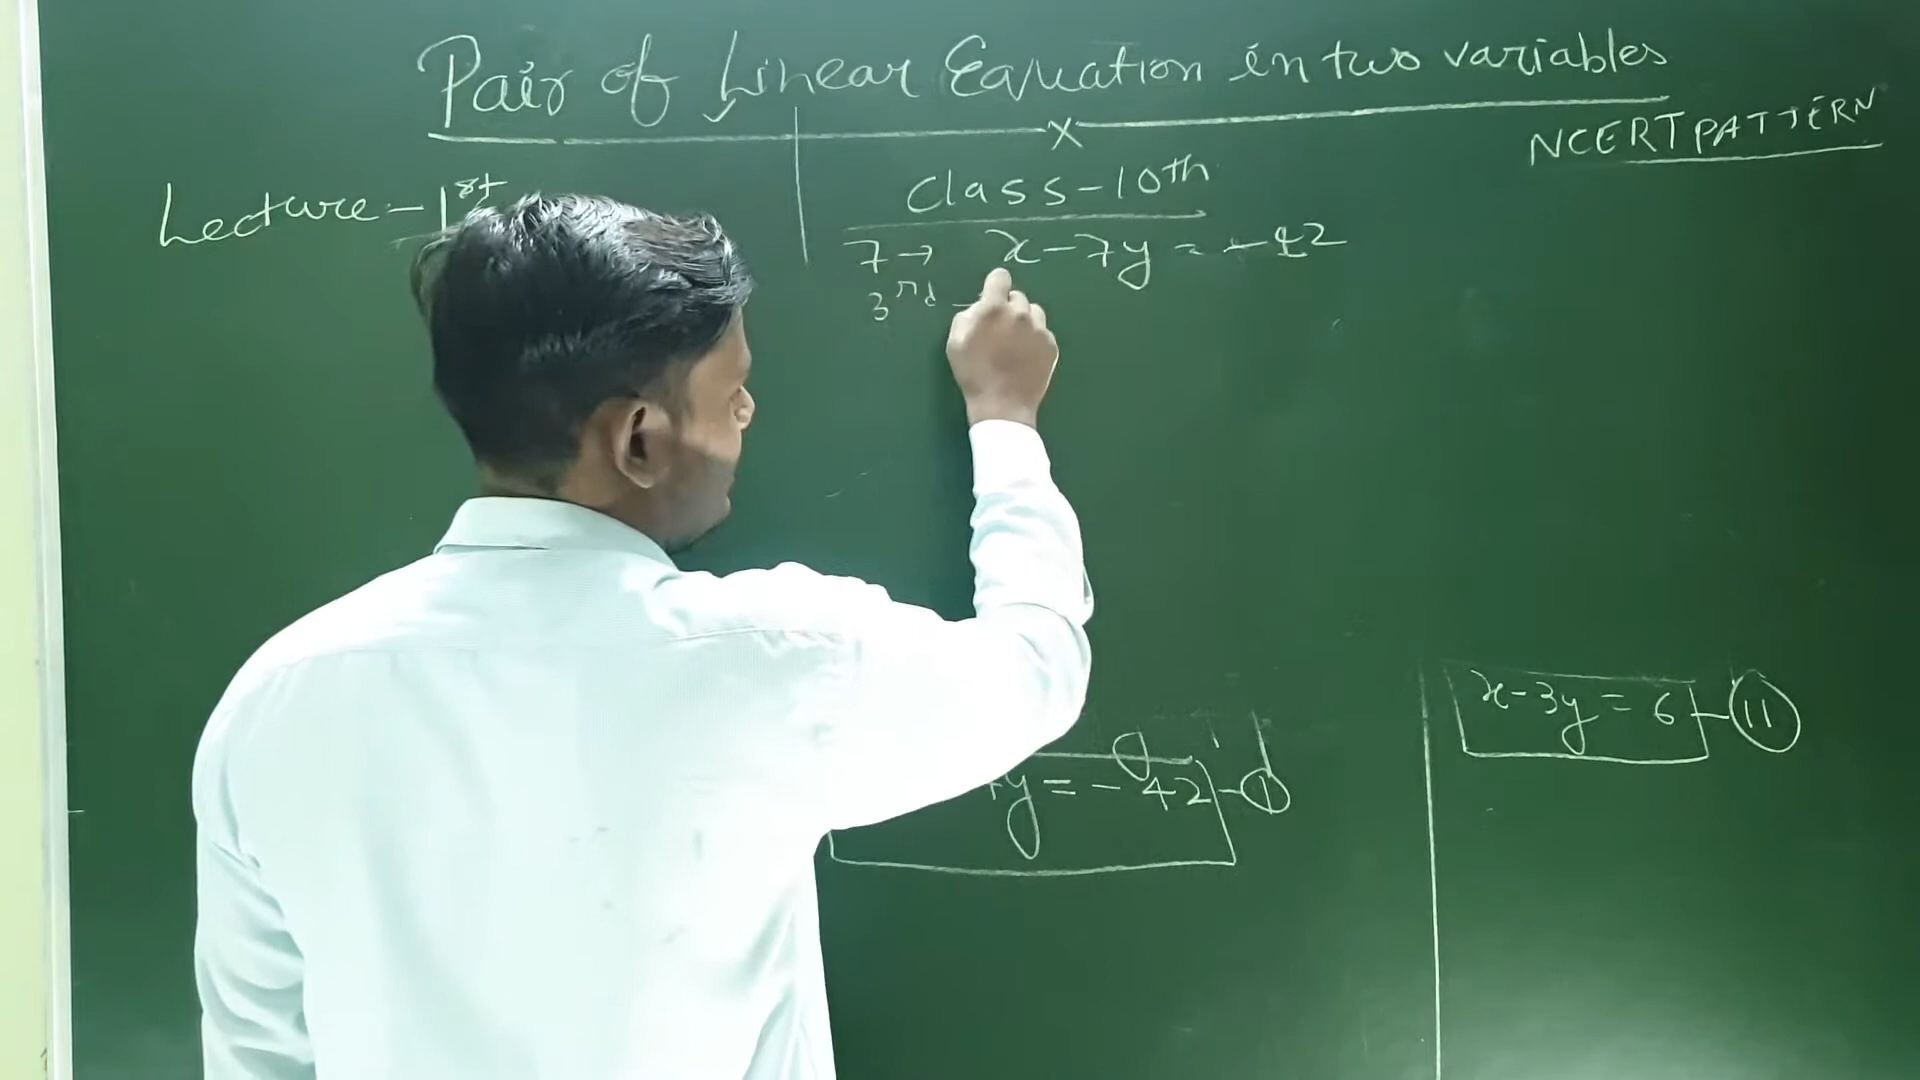 Pair of Linear Equation in two variables
X
NCERT PATTERN
Lecture - 1st
Class - 10th
7 → x - 7y = -42
3rd -
x - 3y = 6 - 11
y = - 42 - 1